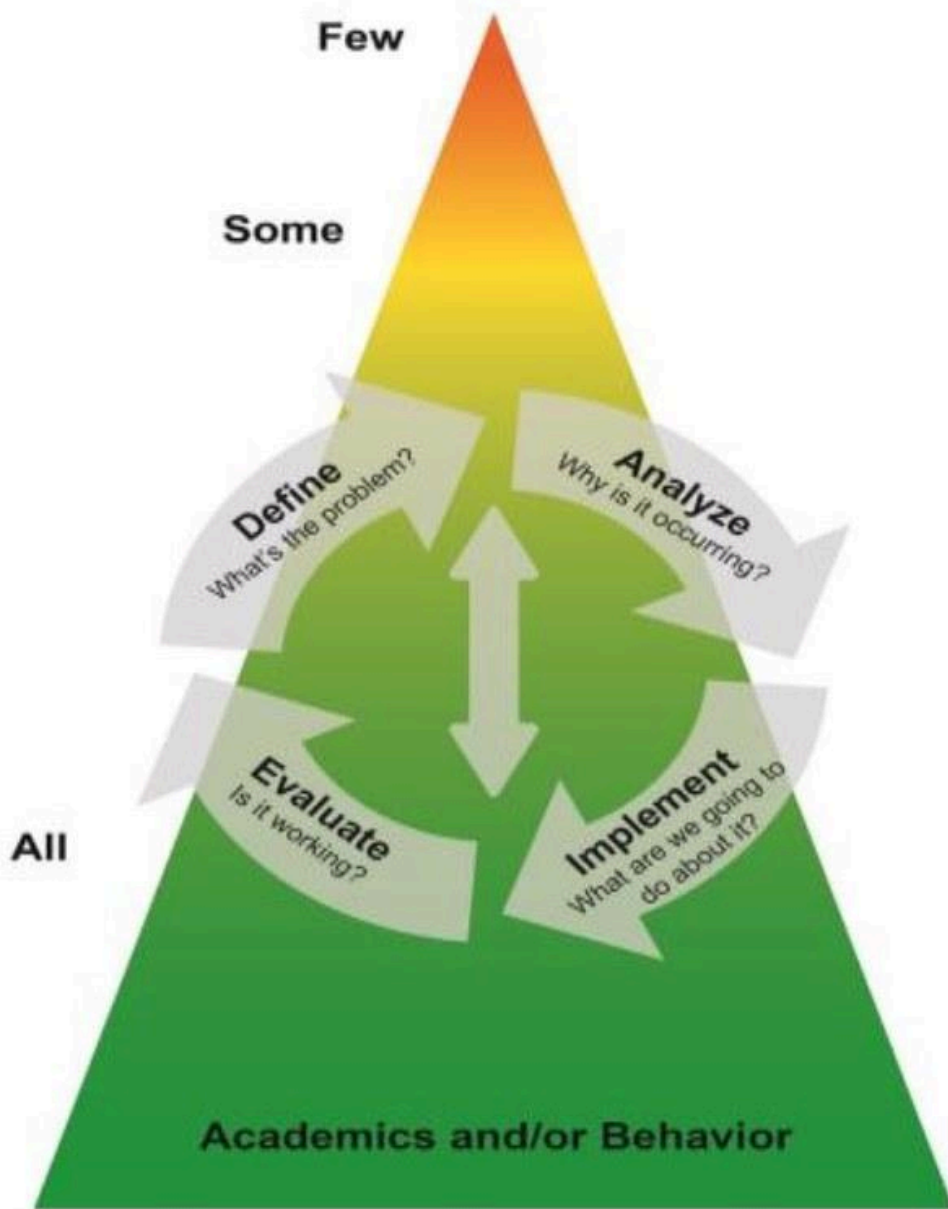 Few
Some
Define
What's the problem?
Analyze
Why is it occurring?
Implement
What are we going to
do about it?
Evaluate
Is it working?
All
Academics and/or Behavior